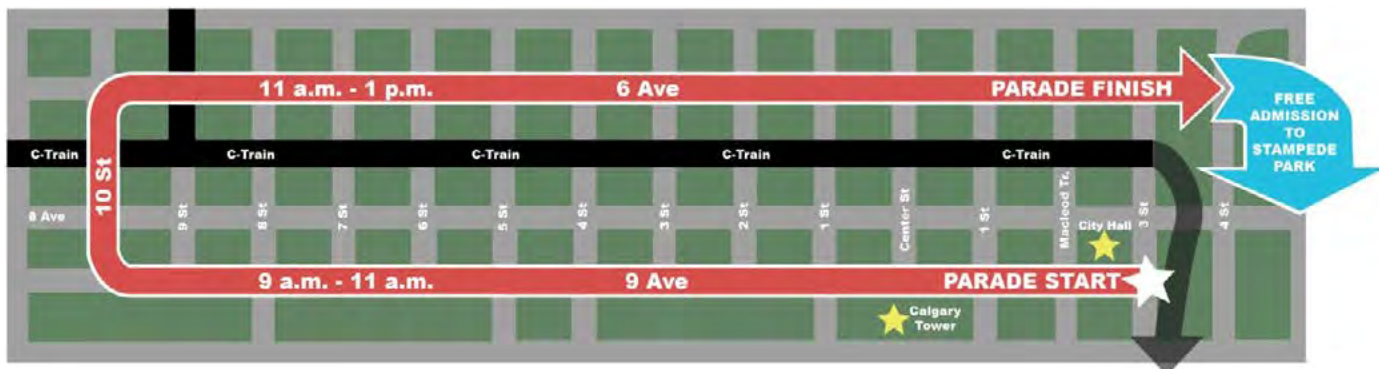 11 a.m. - 1 p.m.
6 Ave
PARADE FINISH
FREE
ADMISSION
TO
STAMPEDE
PARK
C-Train
C-Train
C-Train
C-Train
C-Train
10 St
8 Ave
9 St
8 St
7 St
6 St
5 St
4 St
3 St
2 St
1 St
Center St
1 St
Macleod Tr.
3 St
4 St
City Hall
9 a.m. - 11 a.m.
9 Ave
PARADE START
Calgary
Tower